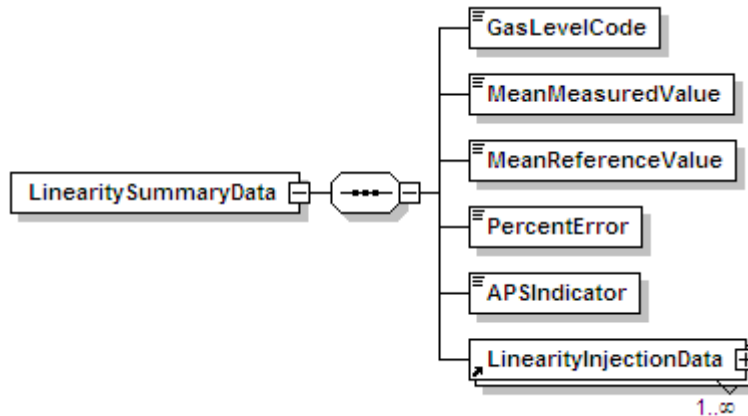 GasLevelCode
MeanMeasuredValue
MeanReferenceValue
LinearitySummaryData
PercentError
APSIndicator
LinearityInjectionData
1..∞